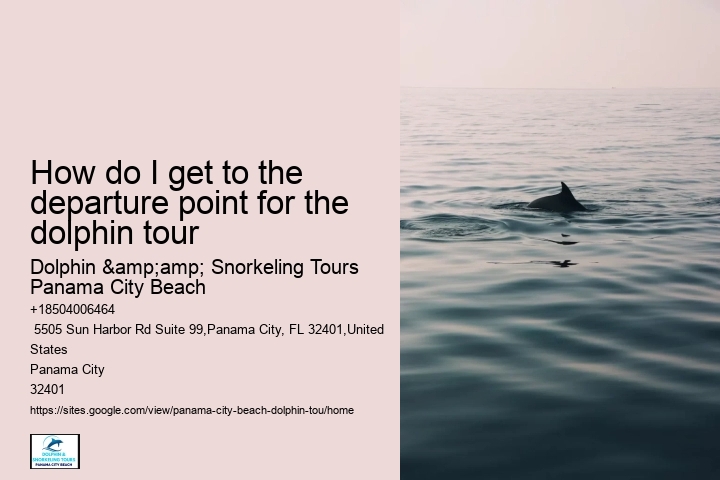 How do I get to the
departure point for the
dolphin tour
Dolphin &amp;amp; Snorkeling Tours
Panama City Beach
+18504006464
5505 Sun Harbor Rd Suite 99,Panama City, FL 32401,United
States
Panama City
32401
https://sites.google.com/view/panama-city-beach-dolphin-tou/home
DOLPHIN &
SNORKELING TOURS
PANAMA CITY BEACH